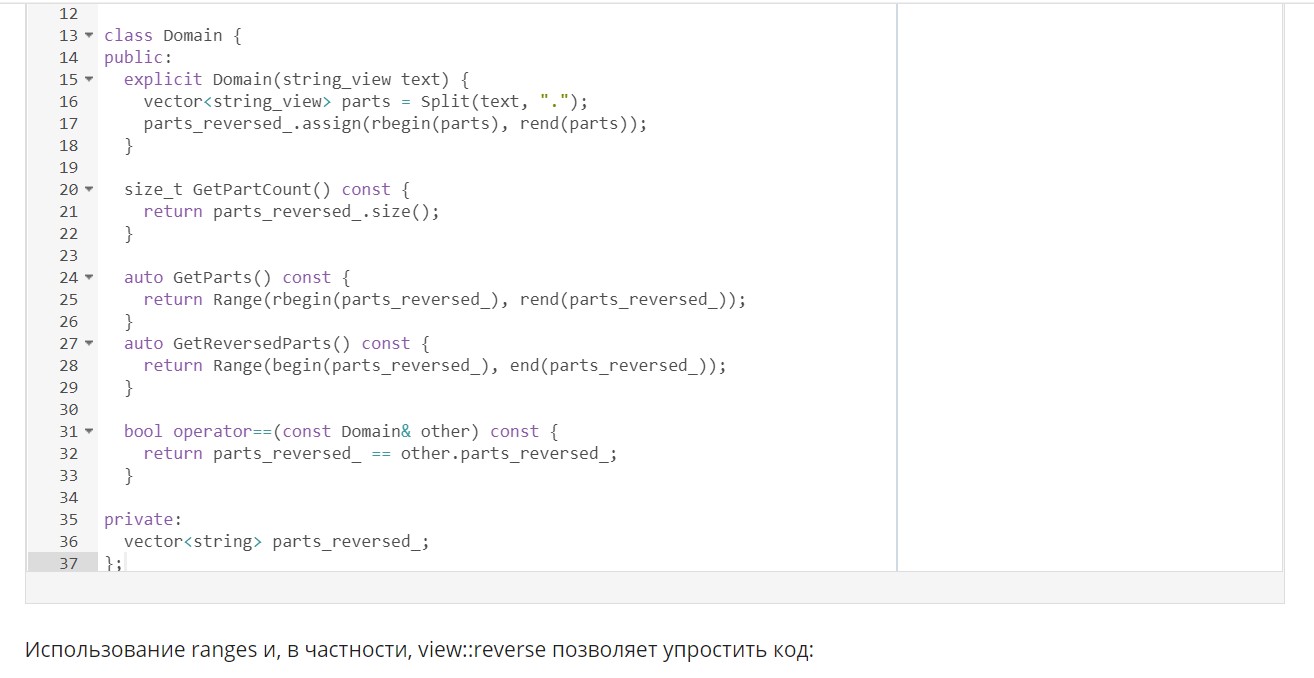 12
13 class Domain {
14 public:
15   explicit Domain(string_view text) {
16     vector<string_view> parts = Split(text, ".");
17     parts_reversed_.assign(rbegin(parts), rend(parts));
18   }
19
20   size_t GetPartCount() const {
21     return parts_reversed_.size();
22   }
23
24   auto GetParts() const {
25     return Range(rbegin(parts_reversed_), rend(parts_reversed_));
26   }
27   auto GetReversedParts() const {
28     return Range(begin(parts_reversed_), end(parts_reversed_));
29   }
30
31   bool operator==(const Domain& other) const {
32     return parts_reversed_ == other.parts_reversed_;
33   }
34
35 private:
36   vector<string> parts_reversed_;
37 };
Использование ranges и, в частности, view::reverse позволяет упростить код: